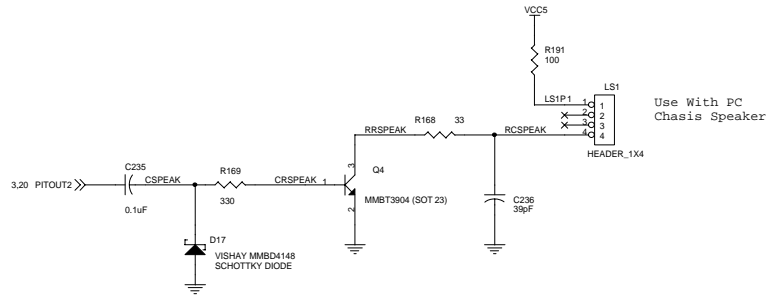 VCC5
R191
100
LS1
LS1P1
1
1
2
2
3
3
4
4
Use With PC
Chasis Speaker
HEADER_1X4
RRSPEAK
R168
33
RCSPEAK
C235
CSPEAK
R169
CRSPEAK
1
3
2
Q4
3,20 PITOUT2
0.1uF
330
MMBT3904 (SOT 23)
C236
39pF
D17
VISHAY MMBD4148
SCHOTTKY DIODE